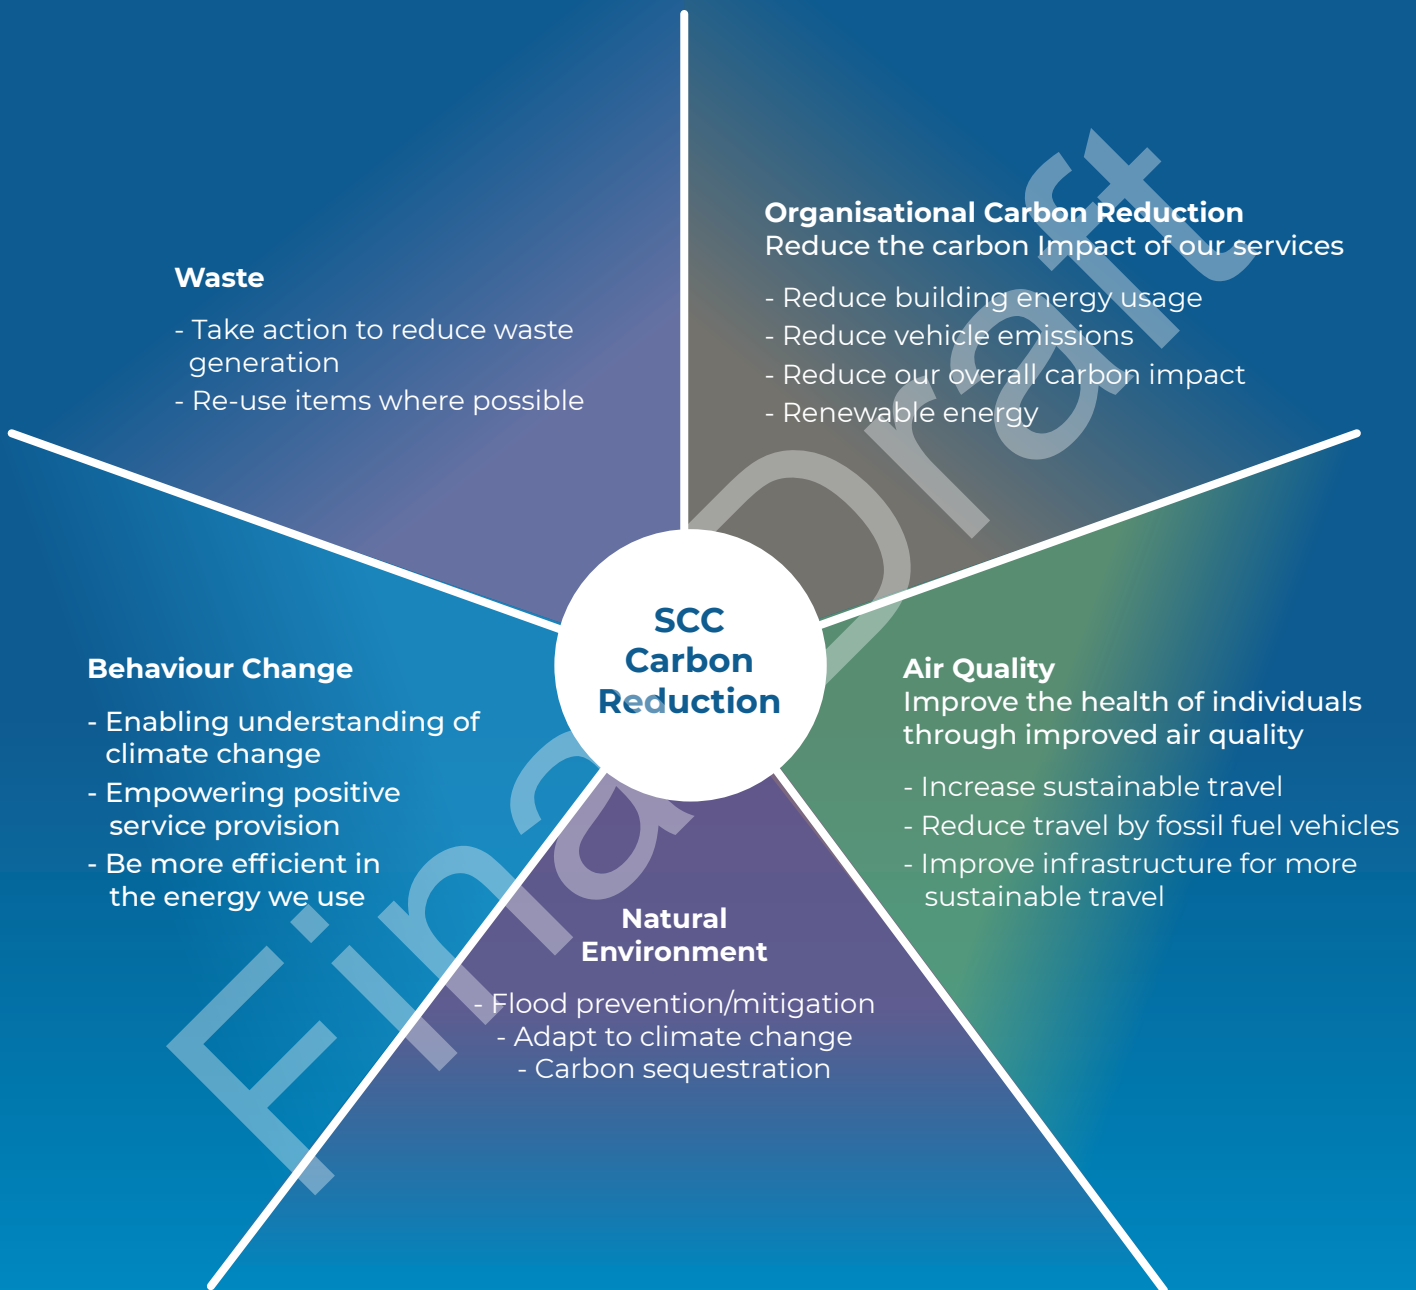 Waste
- Take action to reduce waste
generation
- Re-use items where possible
Organisational Carbon Reduction
Reduce the carbon Impact of our services
- Reduce building energy usage
- Reduce vehicle emissions
- Reduce our overall carbon impact
- Renewable energy
SCC
Carbon
Reduction
Behaviour Change
- Enabling understanding of
climate change
- Empowering positive
service provision
- Be more efficient in
the energy we use
Air Quality
Improve the health of individuals
through improved air quality
- Increase sustainable travel
- Reduce travel by fossil fuel vehicles
- Improve infrastructure for more
sustainable travel
Natural
Environment
- Flood prevention/mitigation
- Adapt to climate change
- Carbon sequestration
Final Draft